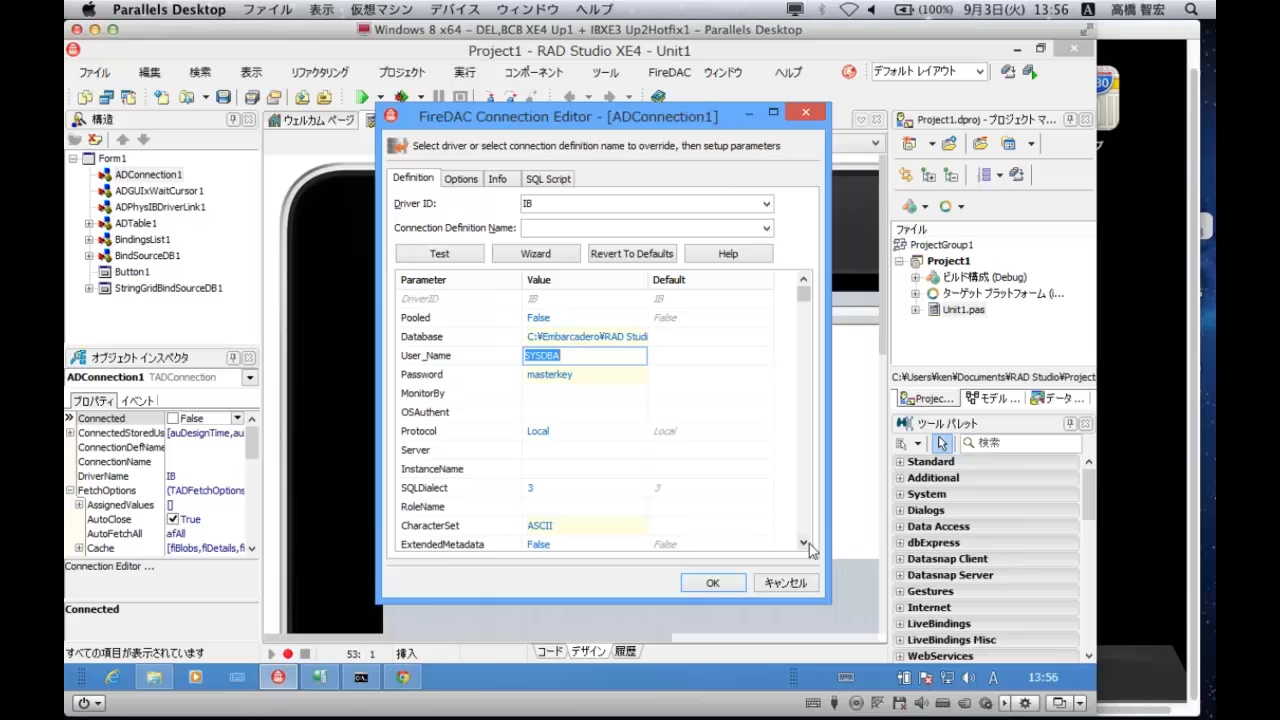 Parallels Desktop ファイル 表示 仮想マシン デバイス ウィンドウ ヘルプ (100%) 9月3日(火) 13:56 A 高橋 智宏
Windows 8 x64 – DEL,BCB XE4 Up1 + IBXE3 Up2Hotfix1 – Parallels Desktop
Project1 - RAD Studio XE4 - Unit1
ファイル 編集 検索 表示 リファクタリング プロジェクト 実行 コンポーネント ツール FireDAC ウィンドウ ヘルプ デフォルト レイアウト
構造
ウェルカム ページ
Form1
ADConnection1
ADGUIxWaitCursor1
ADPhysIBDriverLink1
ADTable1
BindingsList1
BindSourceDB1
Button1
StringGridBindSourceDB1
オブジェクト インスペクタ
ADConnection1 TADConnection
プロパティ イベント
Connected False
ConnectedStoredUs [auDesignTime,au
ConnectionDefNam
ConnectionName
DriverName IB
FetchOptions (TADFetchOptions
AssignedValues []
AutoClose True
AutoFetchAll afAll
Cache [fiBlobs,fiDetails,fi
Connection Editor ...
Connected
すべての項目が表示されています
FireDAC Connection Editor - [ADConnection1]
Select driver or select connection definition name to override, then setup parameters
Definition Options Info SQL Script
Driver ID: IB
Connection Definition Name:
Test Wizard Revert To Defaults Help
Parameter Value Default
DriverID IB IB
Pooled False False
Database C:¥Embarcadero¥RAD Studi
User_Name SYSDBA
Password masterkey
MonitorBy
OSAuthent
Protocol Local Local
Server
InstanceName
SQLDialect 3 3
RoleName
CharacterSet ASCII
ExtendedMetadata False False
OK キャンセル
53: 1 挿入 コード デザイン 履歴
Project1.dproj - プロジェクト マ...
ファイル
ProjectGroup1
Project1
ビルド構成 (Debug)
ターゲット プラットフォーム (i...
Unit1.pas
C:¥Users¥ken¥Documents¥RAD Studio¥Project
Projec... モデル ... データ ...
ツール パレット
検索
Standard
Additional
System
Dialogs
Data Access
dbExpress
Datasnap Client
Datasnap Server
Gestures
Internet
LiveBindings
LiveBindings Misc
WebServices
A 13:56